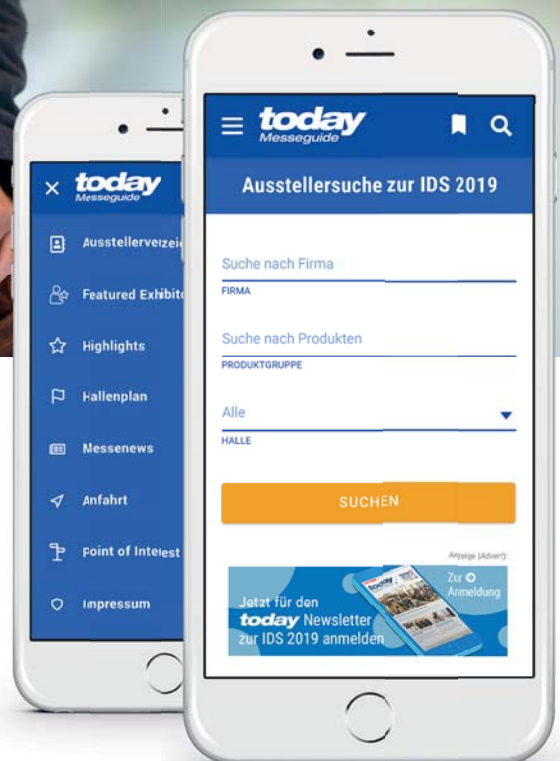 today
Messeguide
Featured
Highlights
Hallenplan
Messenews
Anfahrt
Point of Interest
Impressum
today
Messeguide
Ausstellersuche zur IDS 2019
Suche nach Firma
FIRMA
Suche nach Produkten
PRODUKTGRUPPE
Alle
HALLE
SUCHEN
Anzeige (Advert):
Jetzt für den
today Newsletter
zur IDS 2019 anmelden
Zur
Anmeldung